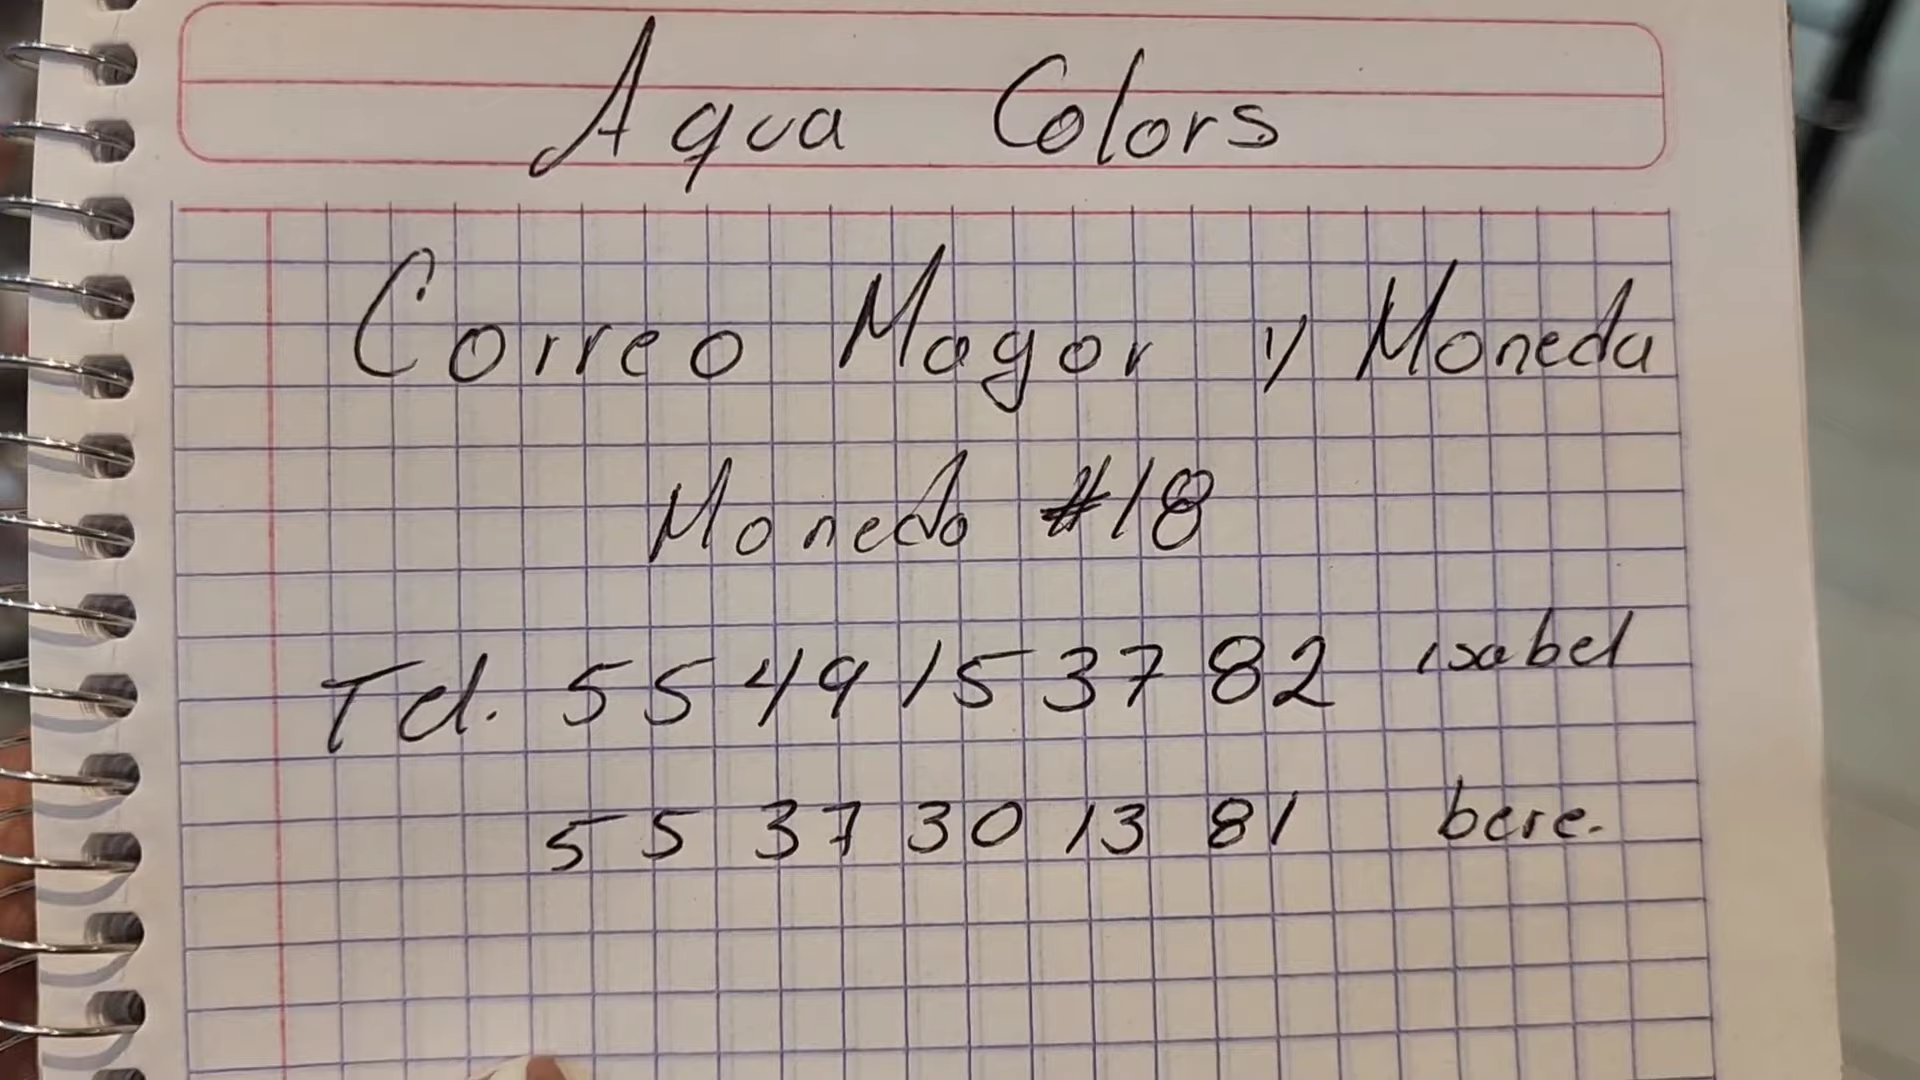 Aqua Colors
Correo Mayor y Moneda
Moneda #18
Tel. 55 49 15 37 82 isabel
55 37 30 13 81 bere.